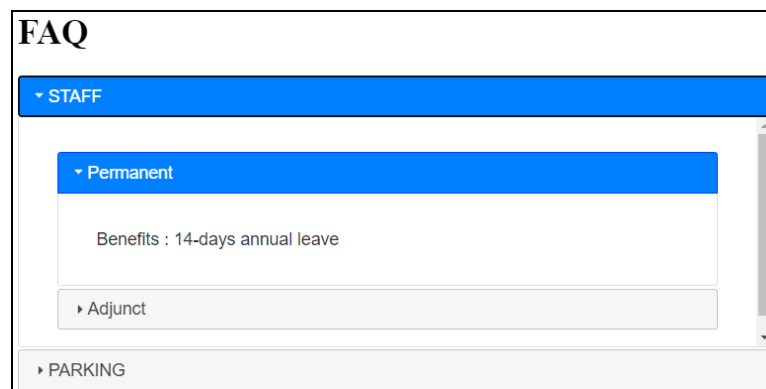 FAQ
STAFF
Permanent
Benefits : 14-days annual leave
Adjunct
PARKING